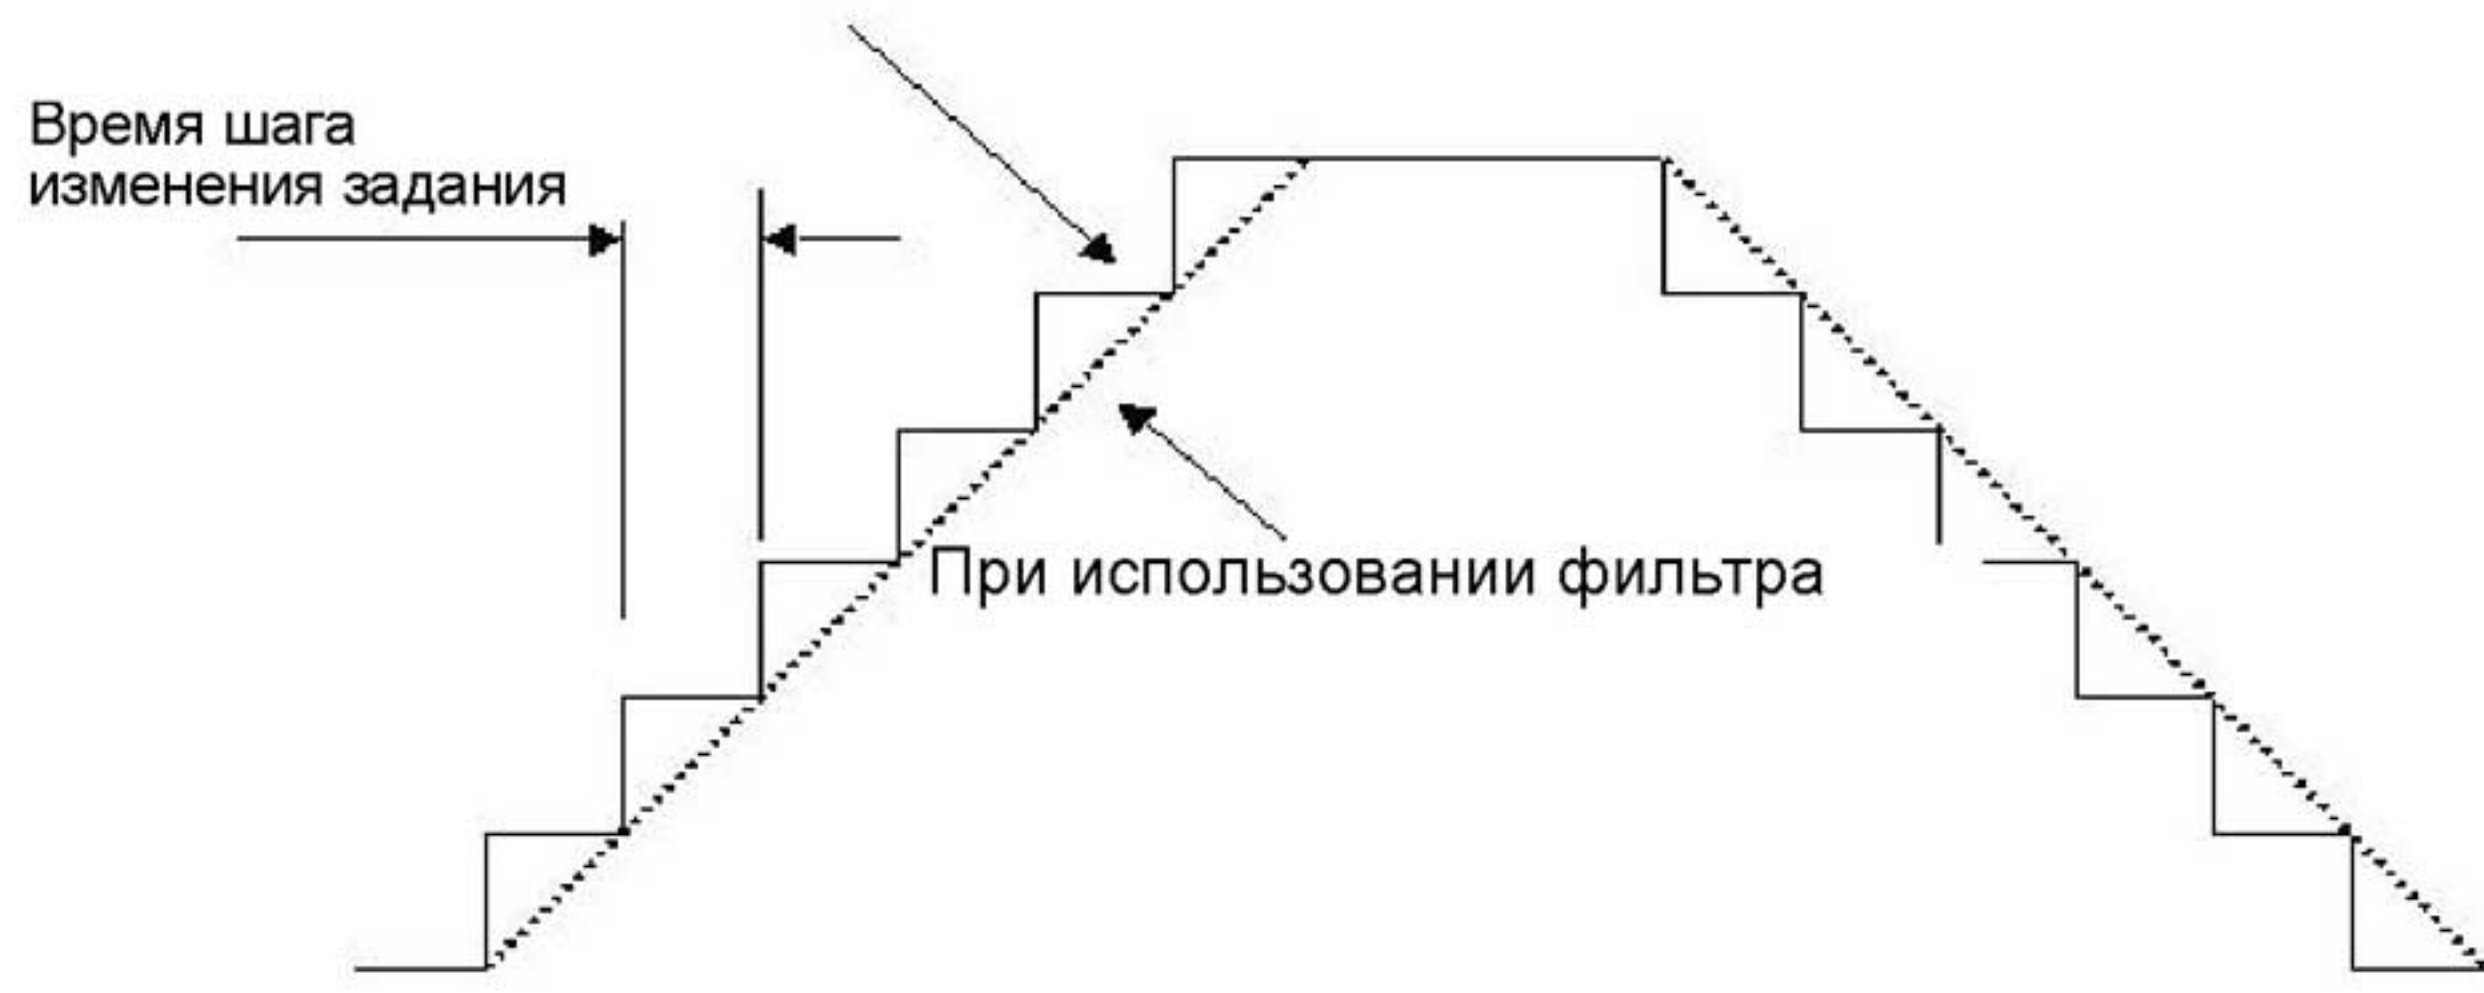 Время шага
изменения задания
При использовании фильтра